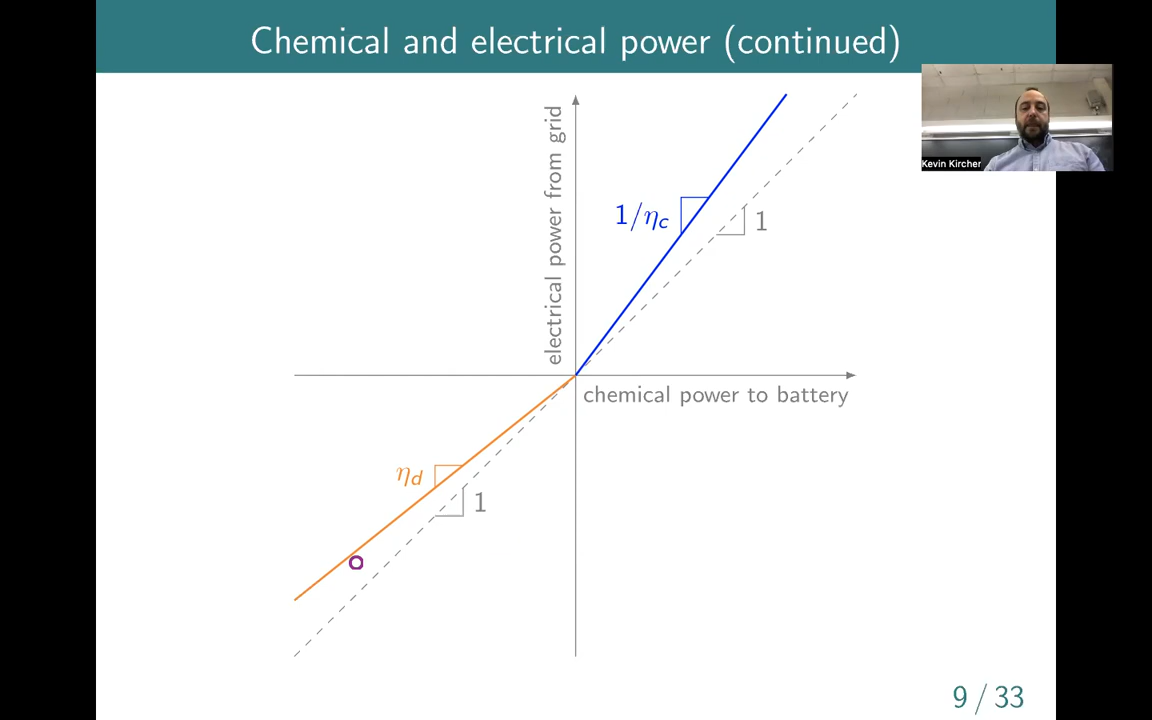 Chemical and electrical power (continued)
Kevin Kircher
electrical power from grid
1/η_c
1
chemical power to battery
η_d
1
9 / 33